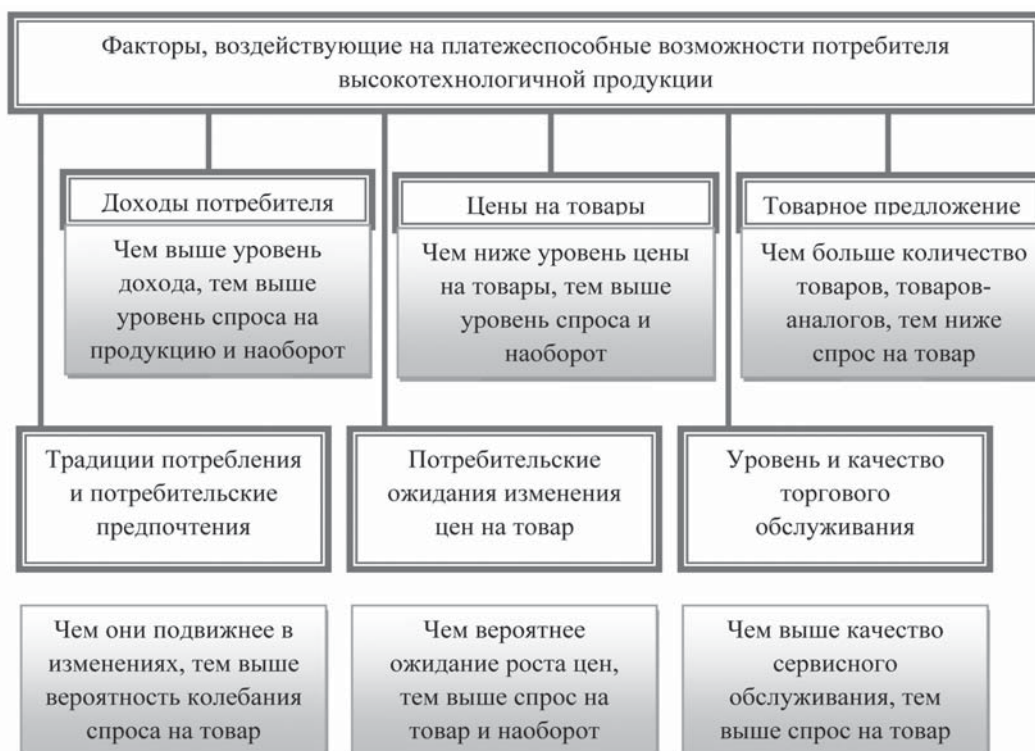 Факторы, воздействующие на платежеспособные возможности потребителя
высокотехнологичной продукции
Доходы потребителя
Чем выше уровень
дохода, тем выше
уровень спроса на
продукцию и наоборот
Цены на товары
Чем ниже уровень цены
на товары, тем выше
уровень спроса и
наоборот
Товарное предложение
Чем больше количество
товаров, товаров-
аналогов, тем ниже
спрос на товар
Традиции потребления
и потребительские
предпочтения
Чем они подвижнее в
изменениях, тем выше
вероятность колебания
спроса на товар
Потребительские
ожидания изменения
цен на товар
Чем вероятнее
ожидание роста цен,
тем выше спрос на
товар и наоборот
Уровень и качество
торгового
обслуживания
Чем выше качество
сервисного
обслуживания, тем
выше спрос на товар